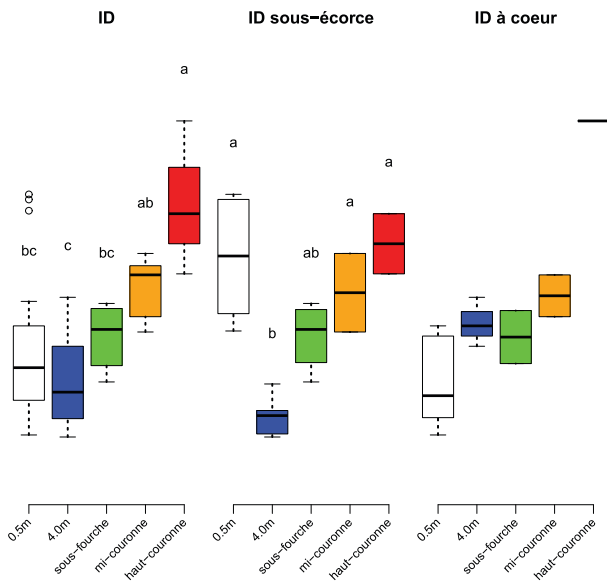 ID
ID sous−écorce
ID à coeur
a
a
a
ab
a
bc
c
bc
ab
b
0.5m
4.0m
sous-fourche
mi-couronne
haut-couronne
0.5m
4.0m
sous-fourche
mi-couronne
haut-couronne
0.5m
4.0m
sous-fourche
mi-couronne
haut-couronne